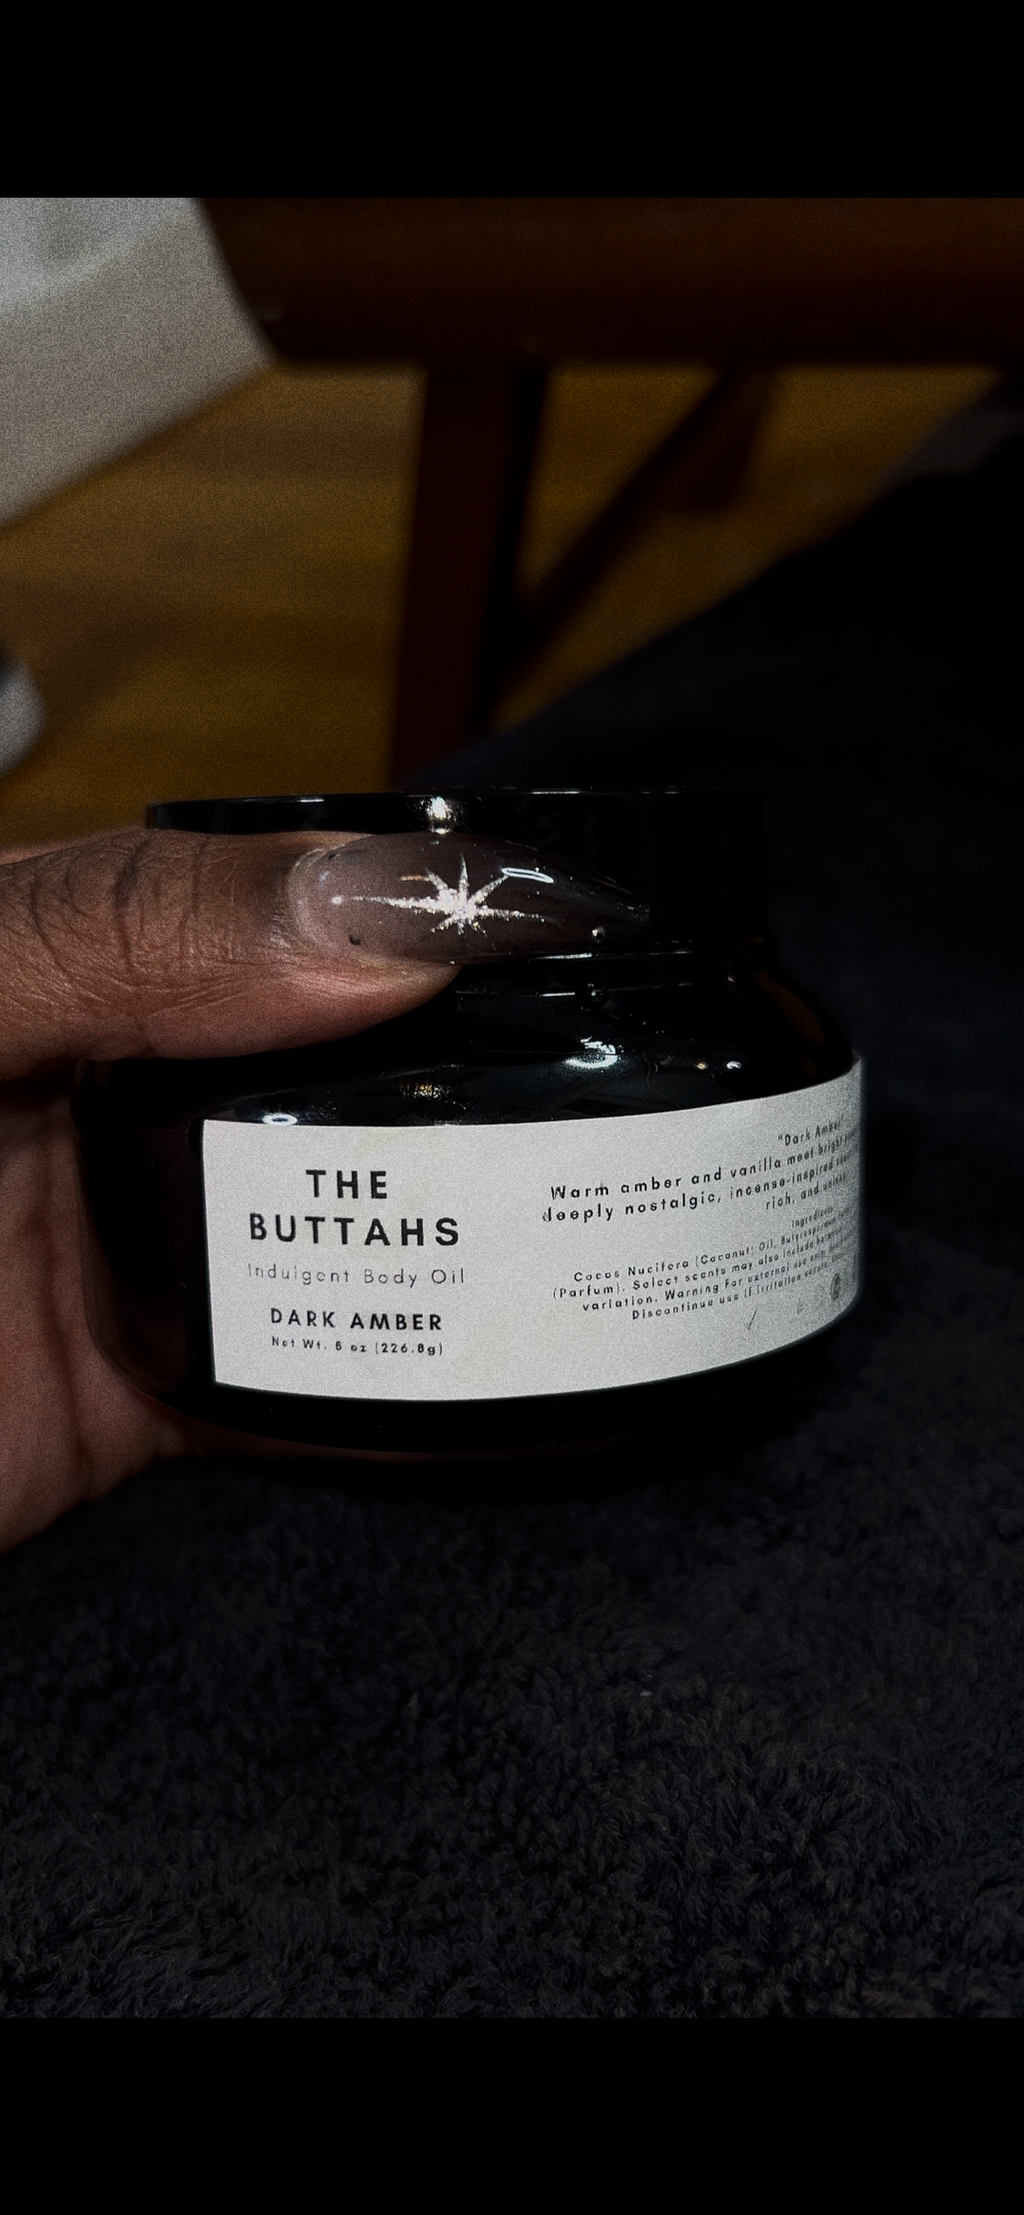 THE
BUTTAHS
Indulgent Body Oil
DARK AMBER
Net Wt. 8 oz (226.8g)
"Dark Amber"
Warm amber and vanilla meet bright
deeply nostalgic, incense-inspired
rich, and
Ingredients:
Cocos Nucifera (Coconut) Oil, Butyrospermum
(Parfum). Select scents may also include
variation. Warning For external use only.
Discontinue use if irritation occurs.